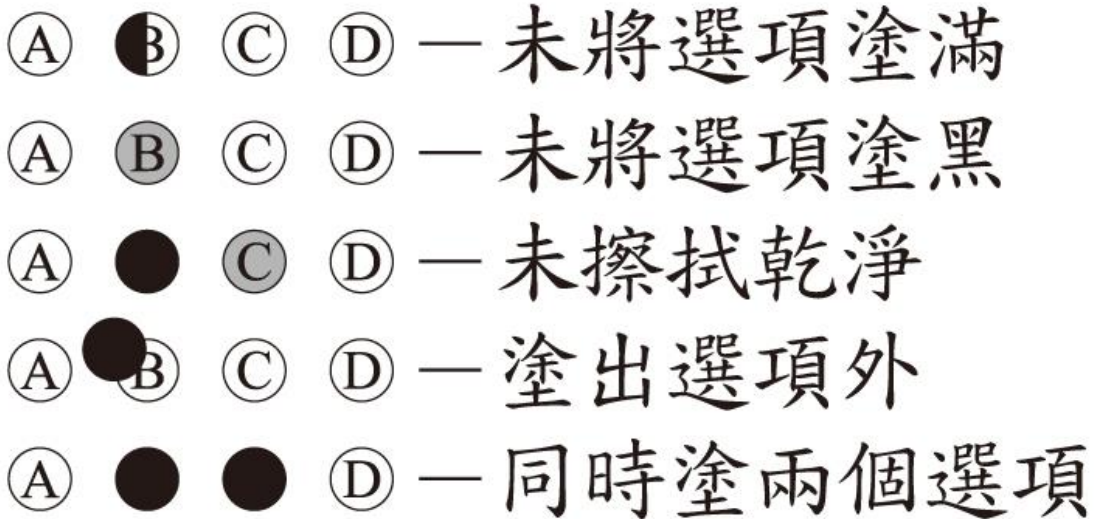 Ⓐ Ⓑ Ⓒ Ⓓ — 未將選項塗滿
Ⓐ Ⓑ Ⓒ Ⓓ — 未將選項塗黑
Ⓐ ● Ⓒ Ⓓ — 未擦拭乾淨
Ⓐ Ⓑ Ⓒ Ⓓ — 塗出選項外
Ⓐ ● ● Ⓓ — 同時塗兩個選項